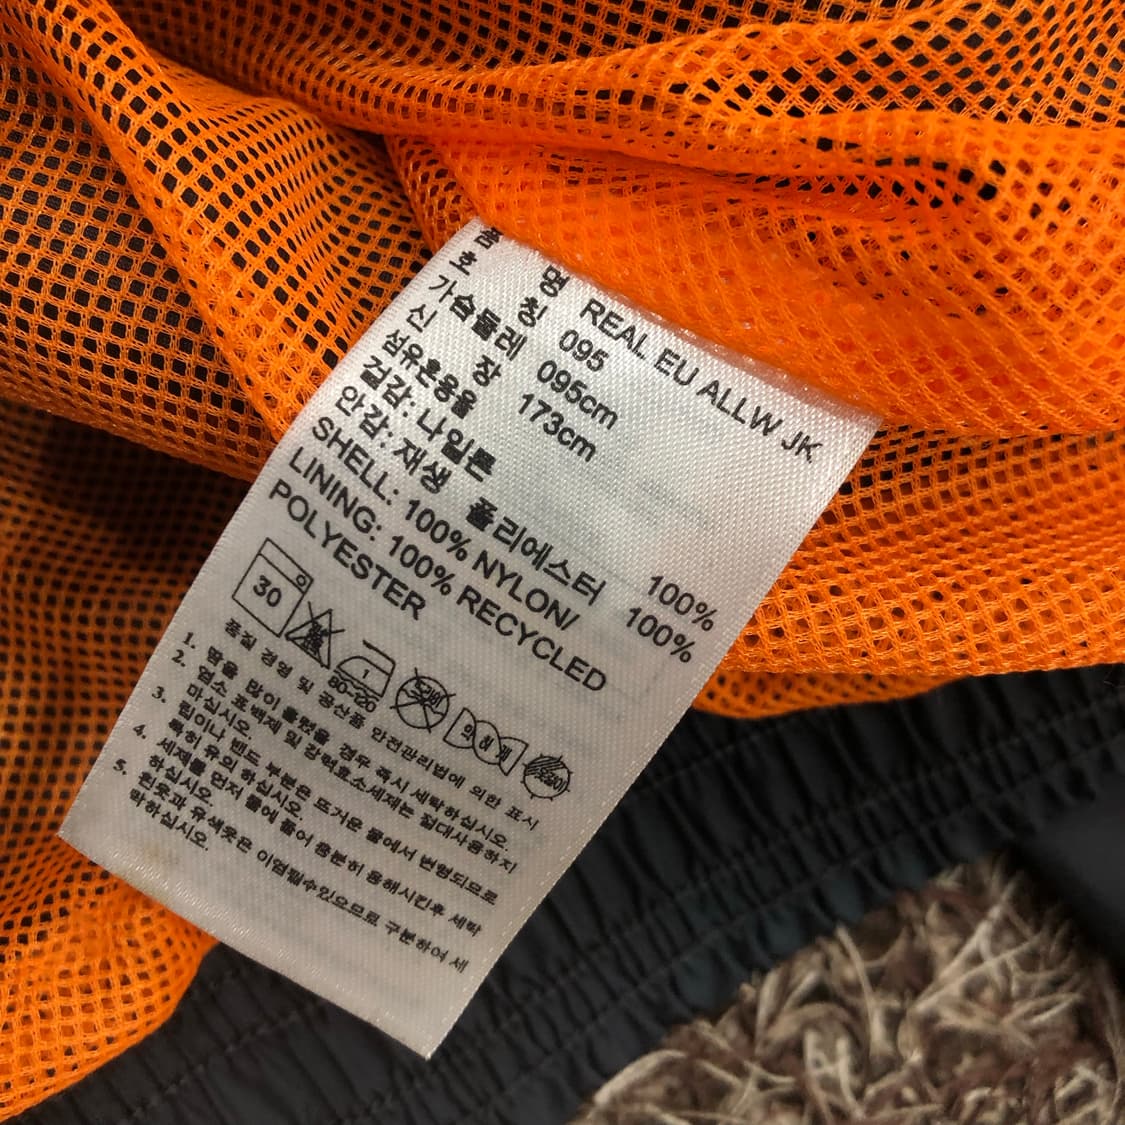 품 명 REAL EU ALLW JK
호 칭 095
가슴둘레 095cm
신 장 173cm
섬유혼용율
겉감: 나일론 100%
안감: 재생 폴리에스터 100%
SHELL: 100% NYLON/
LINING: 100% RECYCLED
POLYESTER
30 1 80~120 드라이 약하게
품질 경영 및 공산품 안전관리법에 의한 표시
1. 땀을 많이 흘렸을 경우 즉시 세탁하십시오.
2. 염소 표백제 및 강력효소세제는 절대사용하지
마십시오.
3. 립이나 밴드 부분은 뜨거운 물에서 변형되므로
특히 유의 하십시오.
4. 세제를 먼저 물에 풀어 충분히 용해시킨후 세탁
하십시오.
5. 흰옷과 유색옷은 이염될수있으므로 구분하여 세
탁하십시오.